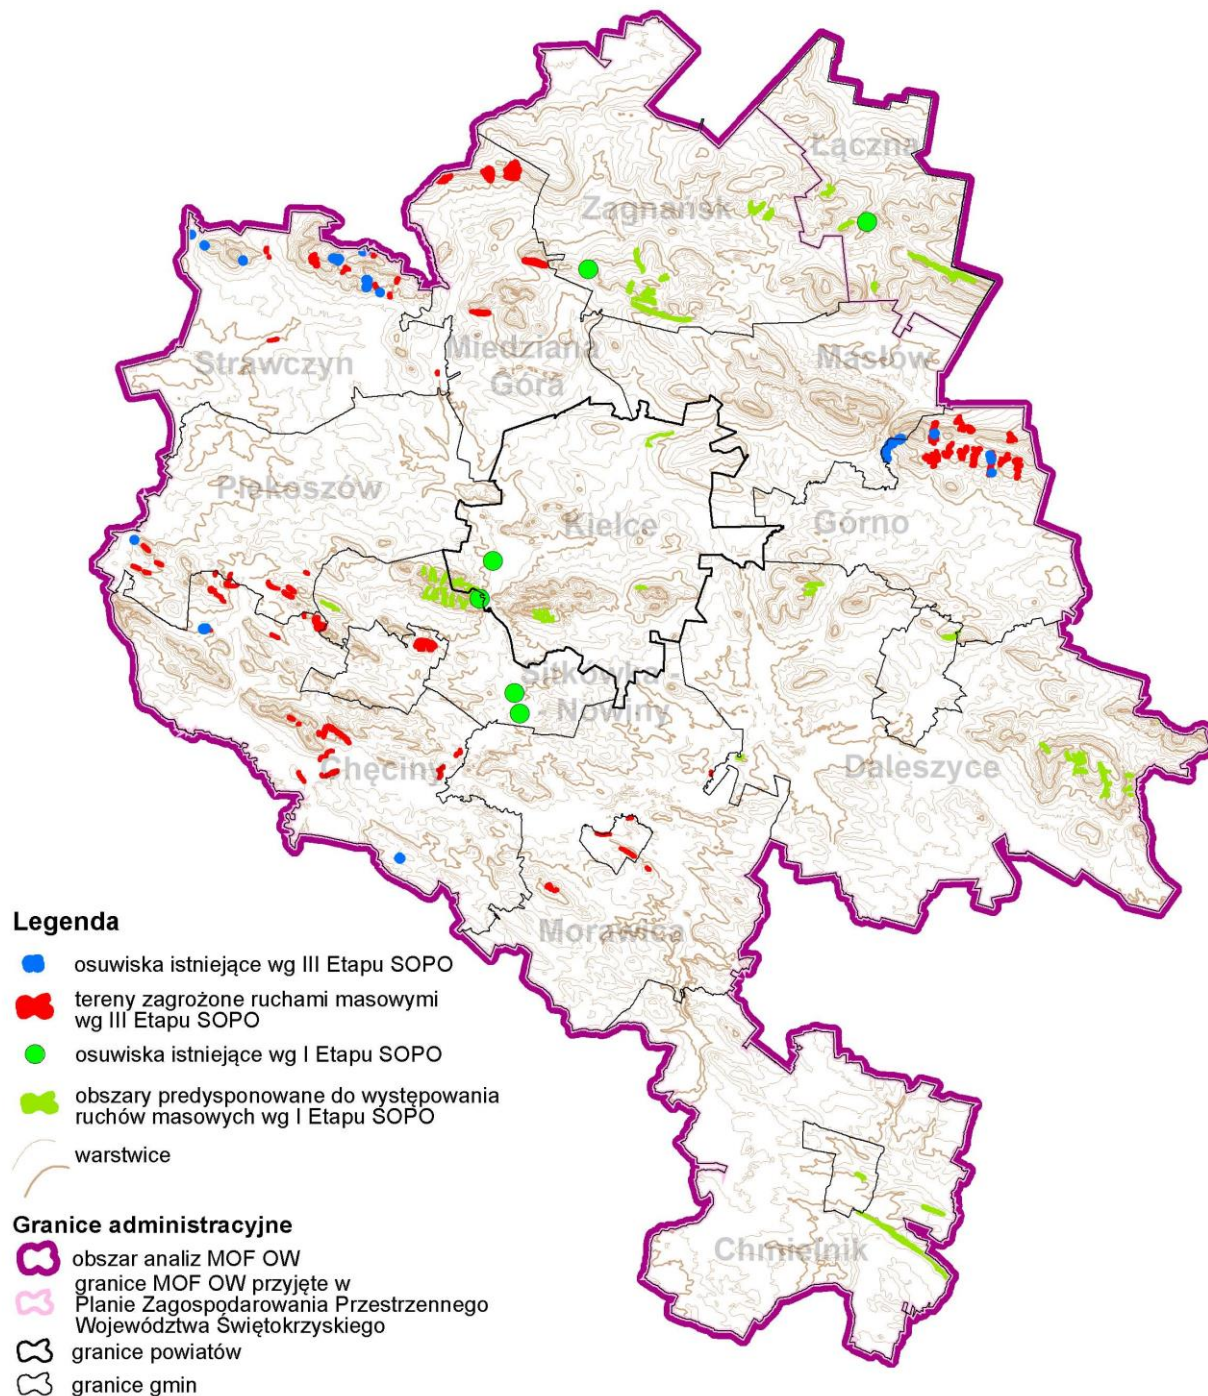 Łączna
Zagnańsk
Strawczyn
Miedziana
Góra
Masłów
Piekoszów
Kielce
Górno
Sitkówka -
- Nowiny
Chęciny
Daleszyce
Morawica
Chmielnik
Legenda
osuwiska istniejące wg III Etapu SOPO
tereny zagrożone ruchami masowymi
wg III Etapu SOPO
osuwiska istniejące wg I Etapu SOPO
obszary predysponowane do występowania
ruchów masowych wg I Etapu SOPO
warstwice
Granice administracyjne
obszar analiz MOF OW
granice MOF OW przyjęte w
Planie Zagospodarowania Przestrzennego
Województwa Świętokrzyskiego
granice powiatów
granice gmin